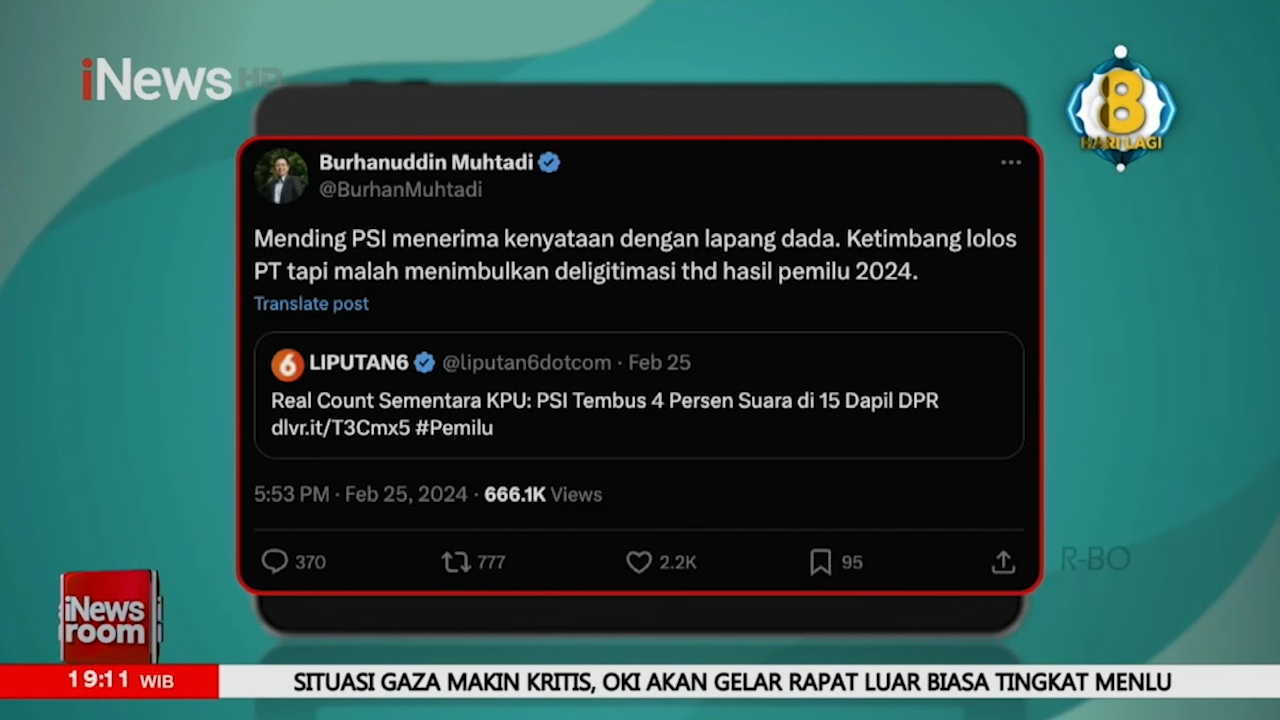 iNews HD
8
HARI LAGI
Burhanuddin Muhtadi
@BurhanMuhtadi
Mending PSI menerima kenyataan dengan lapang dada. Ketimbang lolos
PT tapi malah menimbulkan deligitimasi thd hasil pemilu 2024.
Translate post
6 LIPUTAN6 @liputan6dotcom · Feb 25
Real Count Sementara KPU: PSI Tembus 4 Persen Suara di 15 Dapil DPR
dlvr.it/T3Cmx5 #Pemilu
5:53 PM · Feb 25, 2024 · 666.1K Views
370 777 2.2K 95
R-BO
iNews
room
19:11 WIB
SITUASI GAZA MAKIN KRITIS, OKI AKAN GELAR RAPAT LUAR BIASA TINGKAT MENLU